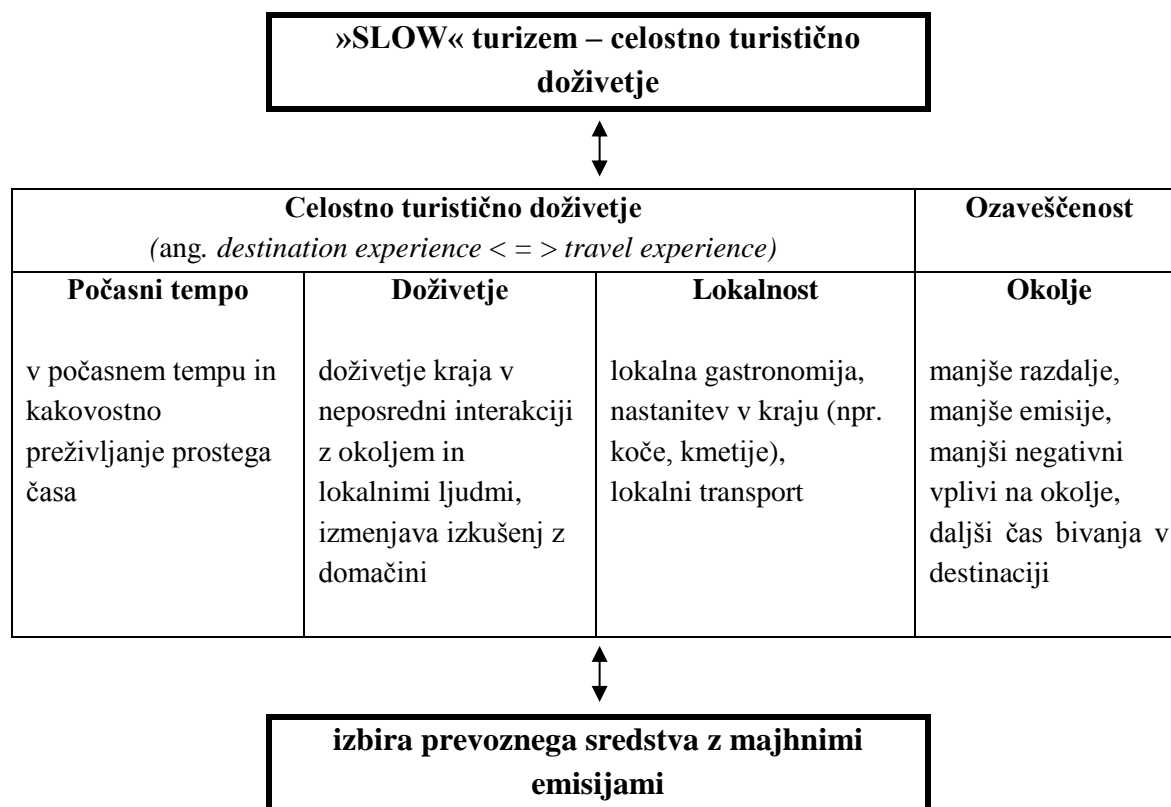 »SLOW« turizem – celostno turistično
doživetje
Celostno turistično doživetje
(ang. destination experience < = > travel experience)
Ozaveščenost
Počasni tempo
v počasnem tempu in
kakovostno
preživljanje prostega
časa
Doživetje
doživetje kraja v
neposredni interakciji
z okoljem in
lokalnimi ljudmi,
izmenjava izkušenj z
domačini
Lokalnost
lokalna gastronomija,
nastanitev v kraju (npr.
koče, kmetije),
lokalni transport
Okolje
manjše razdalje,
manjše emisije,
manjši negativni
vplivi na okolje,
daljši čas bivanja v
destinaciji
izbira prevoznega sredstva z majhnimi
emisijami